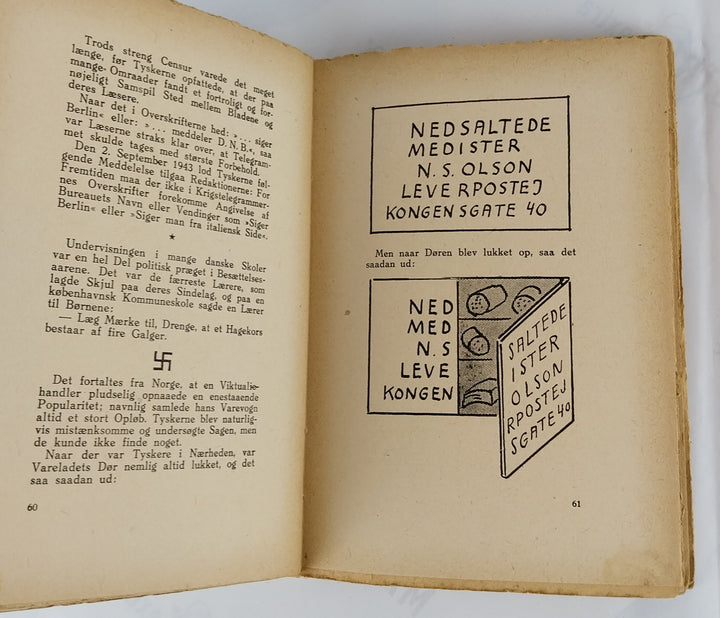 Trods streng Censur varede det meget
længe, før Tyskerne opfattede, at der paa
mange Omraader fandt et fortroligt og for-
nøjeligt Samspil Sted mellem Bladene og
deres Læsere.
Naar det i Overskrifterne hed: »... siger
Berlin« eller: »... meddeler D.N.B.«, saa
var Læserne straks klar over, at Telegram-
met skulde tages med største Forbehold.
Den 2. September 1943 lod Tyskerne føl-
gende Meddelelse tilgaa Redaktionerne: For
Fremtiden maa der ikke i Krigstelegrammer-
nes Overskrifter forekomme Angivelse af
Bureauets Navn eller Vendinger som »Siger
Berlin« eller »Siger man fra italiensk Side«.
★
Undervisningen i mange danske Skoler
var en hel Del politisk præget i Besættelses-
aarene. Det var de færreste Lærere, som
lagde Skjul paa deres Sindelag, og paa en
københavnsk Kommuneskole sagde en Lærer
til Børnene:
— Læg Mærke til, Drenge, at et Hagekors
bestaar af fire Galger.
卐
Det fortaltes fra Norge, at en Viktualie-
handler pludselig opnaaede en enestaaende
Popularitet; navnlig samlede hans Varevogn
altid et stort Opløb. Tyskerne blev naturlig-
vis mistænksomme og undersøgte Sagen, men
de kunde ikke finde noget.
Naar der var Tyskere i Nærheden, var
Vareladets Dør nemlig altid lukket, og det
saa saadan ud:
60
NEDSALTEDE
MEDISTER
N. S. OLSON
LEVERPOSTEJ
KONGENSGATE 40
Men naar Døren blev lukket op, saa det
saadan ud:
NED
MED
N. S
LEVE
KONGEN
SALTEDE
ISTER
OLSON
RPOSTEJ
SGATE 40
61